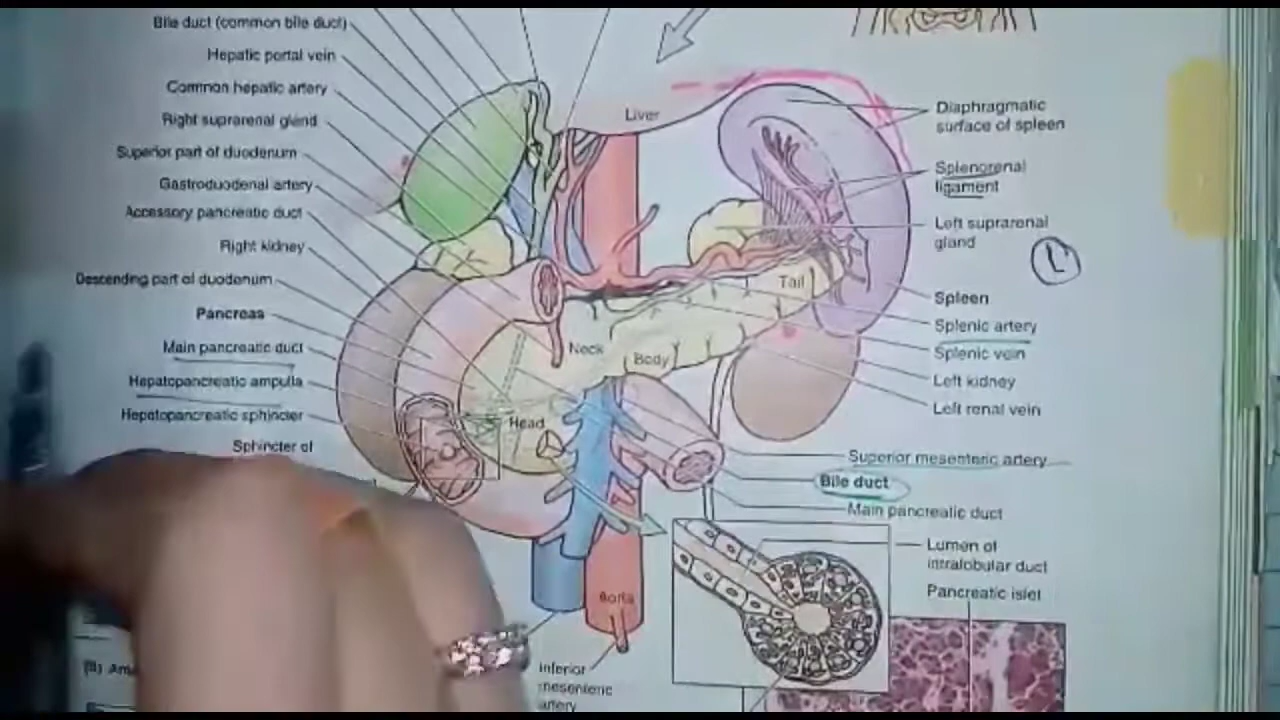 Bile duct (common bile duct)
Hepatic portal vein
Common hepatic artery
Right suprarenal gland
Superior part of duodenum
Gastroduodenal artery
Accessory pancreatic duct
Right kidney
Descending part of duodenum
Pancreas
Main pancreatic duct
Hepatopancreatic ampulla
Hepatopancreatic sphincter
Sphincter of
Liver
Tail
Neck
Body
Head
Aorta
Diaphragmatic
surface of spleen
Splenorenal
ligament
Left suprarenal
gland
Spleen
Splenic artery
Splenic vein
Left kidney
Left renal vein
Superior mesenteric artery
Bile duct
Main pancreatic duct
Lumen of
intralobular duct
Pancreatic islet
Inferior
mesenteric
artery